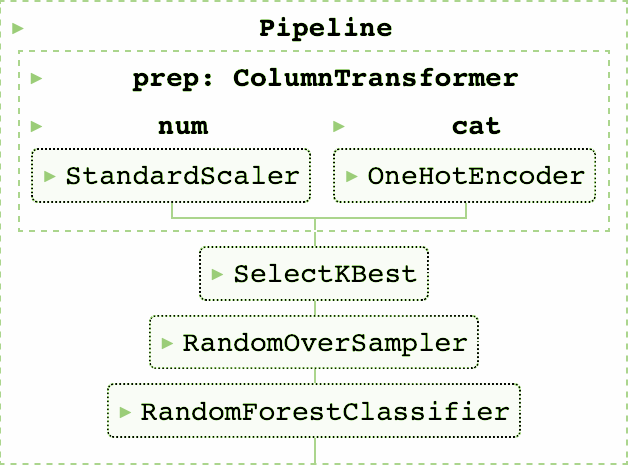 Pipeline
prep: ColumnTransformer
num cat
StandardScaler OneHotEncoder
SelectKBest
RandomOverSampler
RandomForestClassifier